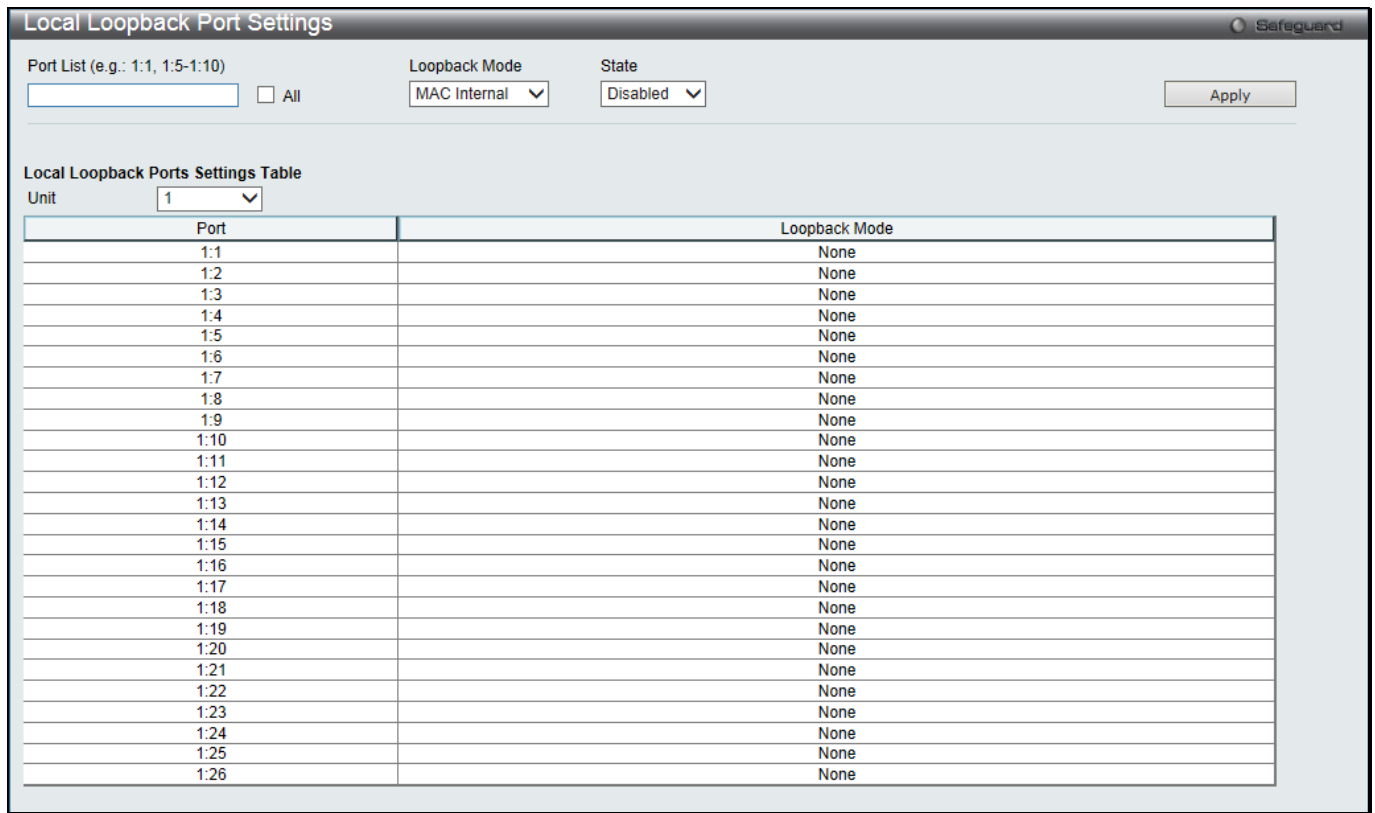 Local Loopback Port Settings
Safeguard
Port List (e.g.: 1:1, 1:5-1:10) Loopback Mode State
All MAC Internal Disabled Apply
Local Loopback Ports Settings Table
Unit 1
Port Loopback Mode
1:1 None
1:2 None
1:3 None
1:4 None
1:5 None
1:6 None
1:7 None
1:8 None
1:9 None
1:10 None
1:11 None
1:12 None
1:13 None
1:14 None
1:15 None
1:16 None
1:17 None
1:18 None
1:19 None
1:20 None
1:21 None
1:22 None
1:23 None
1:24 None
1:25 None
1:26 None